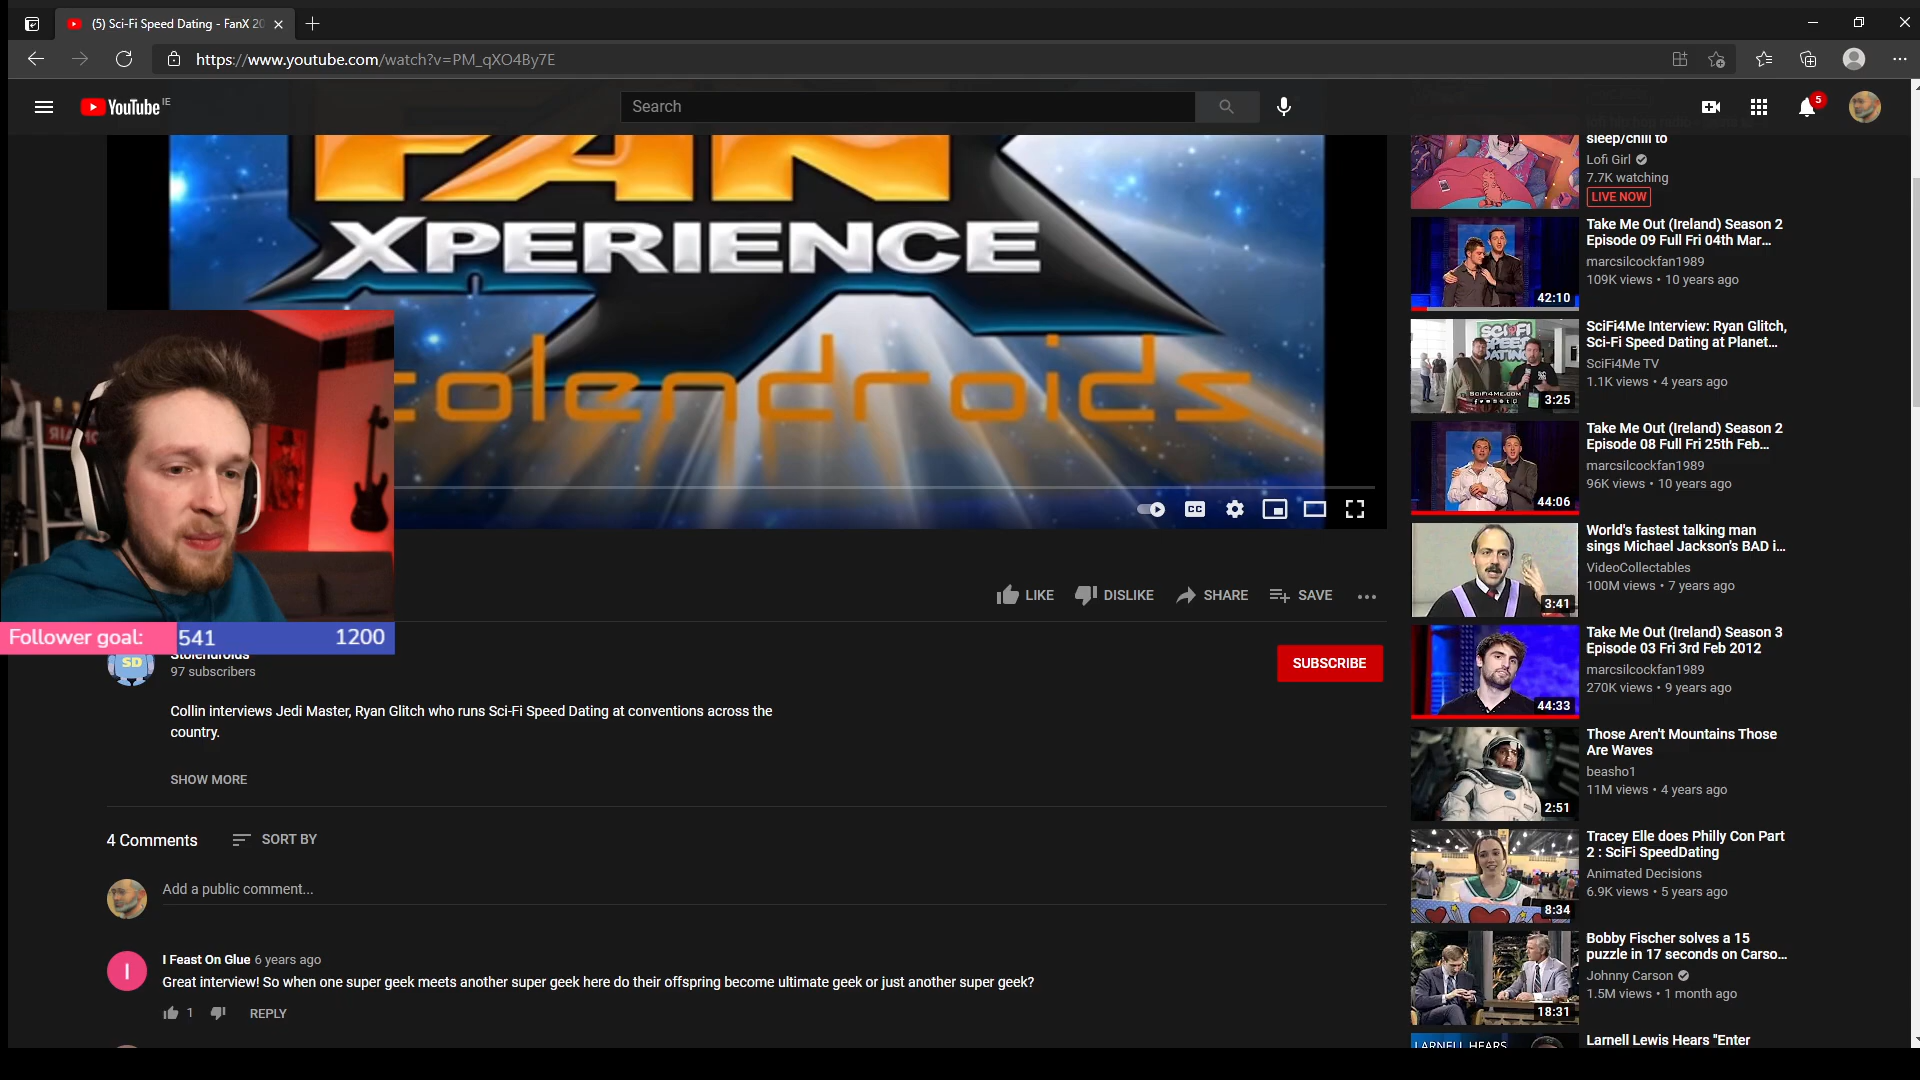 (5) Sci-Fi Speed Dating - FanX 20
https://www.youtube.com/watch?v=PM_qXO4By7E
YouTube IE
Search
5
FAN
XPERIENCE
olendroids
CC
LIKE
DISLIKE
SHARE
SAVE
Follower goal: 541 1200
SD
Stolendroids
97 subscribers
SUBSCRIBE
Collin interviews Jedi Master, Ryan Glitch who runs Sci-Fi Speed Dating at conventions across the
country.
SHOW MORE
4 Comments
SORT BY
Add a public comment...
I
I Feast On Glue 6 years ago
Great interview! So when one super geek meets another super geek here do their offspring become ultimate geek or just another super geek?
1
REPLY
sleep/chill to
Lofi Girl
7.7K watching
LIVE NOW
42:10
Take Me Out (Ireland) Season 2
Episode 09 Full Fri 04th Mar...
marcsilcockfan1989
109K views • 10 years ago
SCI-FI
SPEED
DATING
SCIFI4ME.COM
3:25
SciFi4Me Interview: Ryan Glitch,
Sci-Fi Speed Dating at Planet...
SciFi4Me TV
1.1K views • 4 years ago
44:06
Take Me Out (Ireland) Season 2
Episode 08 Full Fri 25th Feb...
marcsilcockfan1989
96K views • 10 years ago
3:41
World's fastest talking man
sings Michael Jackson's BAD i...
VideoCollectables
100M views • 7 years ago
44:33
Take Me Out (Ireland) Season 3
Episode 03 Fri 3rd Feb 2012
marcsilcockfan1989
270K views • 9 years ago
2:51
Those Aren't Mountains Those
Are Waves
beasho1
11M views • 4 years ago
8:34
Tracey Elle does Philly Con Part
2 : SciFi SpeedDating
Animated Decisions
6.9K views • 5 years ago
18:31
Bobby Fischer solves a 15
puzzle in 17 seconds on Carso...
Johnny Carson
1.5M views • 1 month ago
LARNELL HEARS
Larnell Lewis Hears "Enter